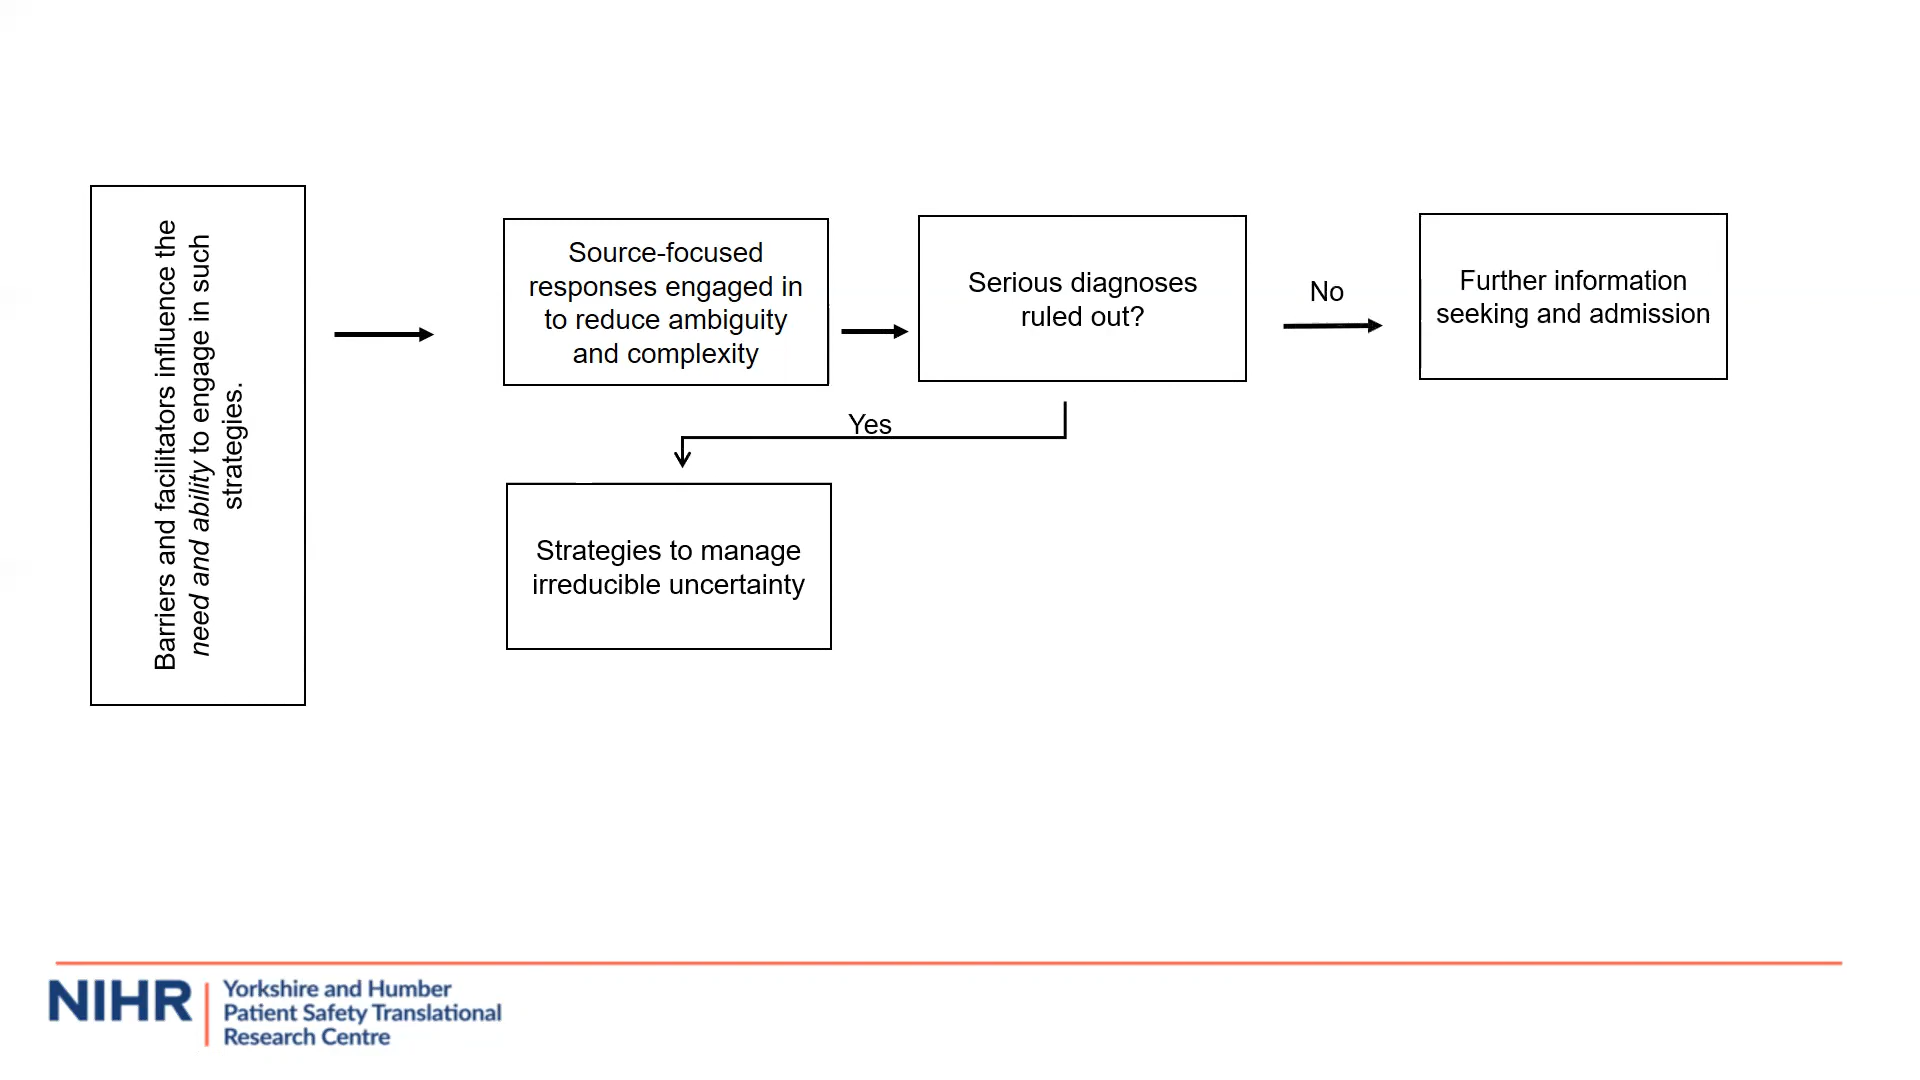 Barriers and facilitators influence the
need and ability to engage in such
strategies.
Source-focused
responses engaged in
to reduce ambiguity
and complexity
Serious diagnoses
ruled out?
No
Further information
seeking and admission
Yes
Strategies to manage
irreducible uncertainty
NIHR
Yorkshire and Humber
Patient Safety Translational
Research Centre